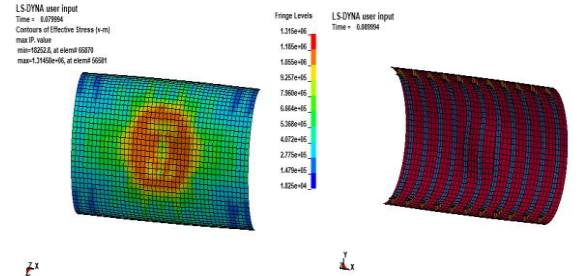 LS-DYNA user input
Time = 0.079994
Contours of Effective Stress (v-m)
max IP. value
min=18252.8, at elem# 65870
max=1.31458e+06, at elem# 56581
Fringe Levels
1.315e+06
1.185e+06
1.055e+06
9.257e+05
7.960e+05
6.664e+05
5.368e+05
4.072e+05
2.775e+05
1.479e+05
1.825e+04
Z X
LS-DYNA user input
Time = 0.089994
Y
X